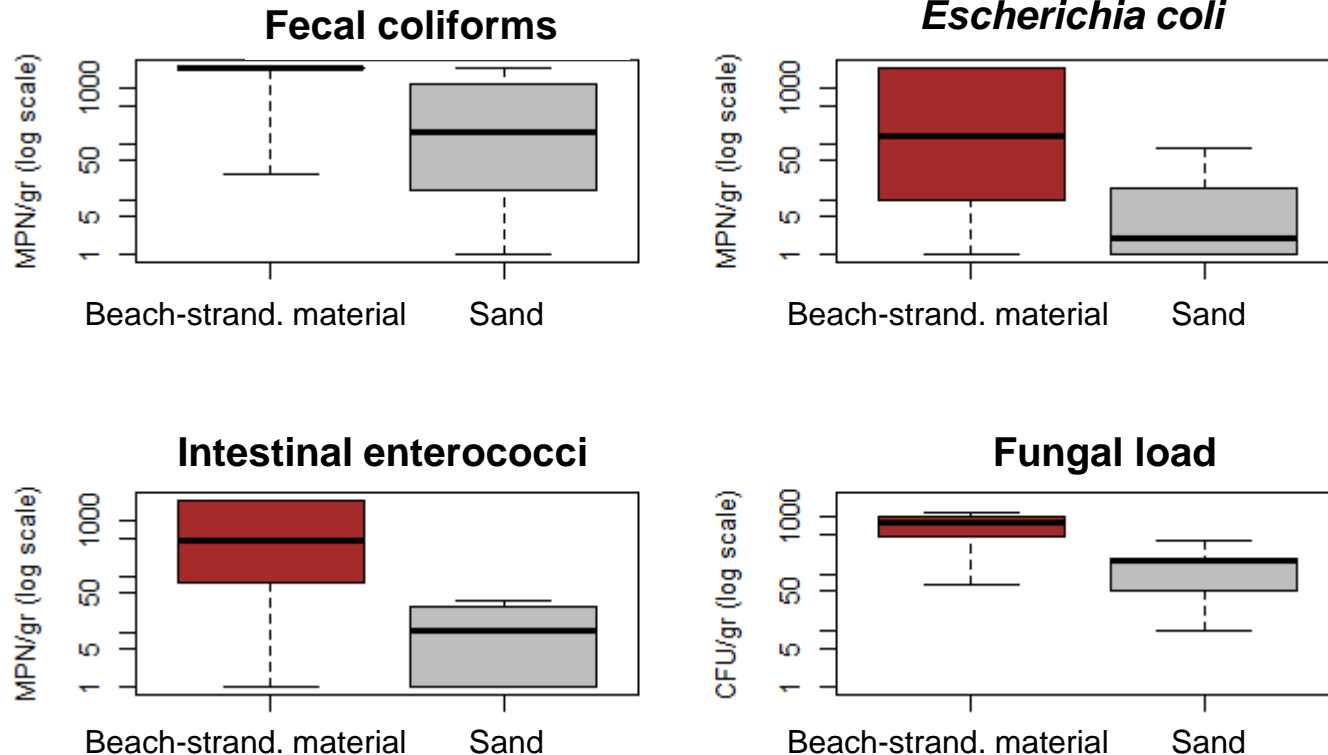 Fecal coliforms
MPN/gr (log scale)
1000
50
5
1
Beach-strand. material Sand
Escherichia coli
MPN/gr (log scale)
1000
50
5
1
Beach-strand. material Sand
Intestinal enterococci
MPN/gr (log scale)
1000
50
5
1
Beach-strand. material Sand
Fungal load
CFU/gr (log scale)
1000
50
5
1
Beach-strand. material Sand